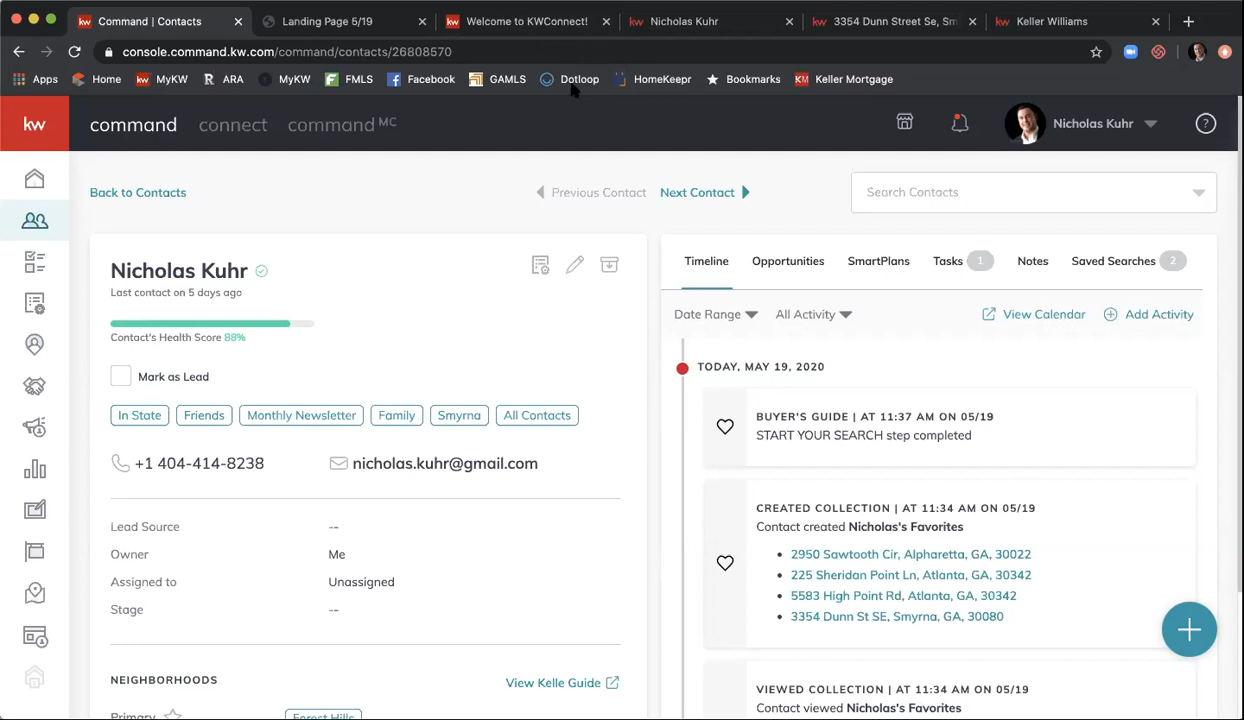 Command | Contacts
Landing Page 5/19
Welcome to KWConnect!
Nicholas Kuhr
3354 Dunn Street Se, Sm
Keller Williams
console.command.kw.com/command/contacts/26808570
Apps
Home
MyKW
ARA
MyKW
FMLS
Facebook
GAMLS
Dotloop
HomeKeepr
Bookmarks
Keller Mortgage
kw
command
connect
command MC
Nicholas Kuhr
Back to Contacts
Previous Contact
Next Contact
Search Contacts
Nicholas Kuhr
Last contact on 5 days ago
Contact's Health Score 88%
Mark as Lead
In State
Friends
Monthly Newsletter
Family
Smyrna
All Contacts
+1 404-414-8238
nicholas.kuhr@gmail.com
Lead Source --
Owner Me
Assigned to Unassigned
Stage --
NEIGHBORHOODS
View Kelle Guide
Primary
Forest Hills
Timeline
Opportunities
SmartPlans
Tasks 1
Notes
Saved Searches 2
Date Range
All Activity
View Calendar
Add Activity
TODAY, MAY 19, 2020
BUYER'S GUIDE | AT 11:37 AM ON 05/19
START YOUR SEARCH step completed
CREATED COLLECTION | AT 11:34 AM ON 05/19
Contact created Nicholas's Favorites
• 2950 Sawtooth Cir, Alpharetta, GA, 30022
• 225 Sheridan Point Ln, Atlanta, GA, 30342
• 5583 High Point Rd, Atlanta, GA, 30342
• 3354 Dunn St SE, Smyrna, GA, 30080
VIEWED COLLECTION | AT 11:34 AM ON 05/19
Contact viewed Nicholas's Favorites